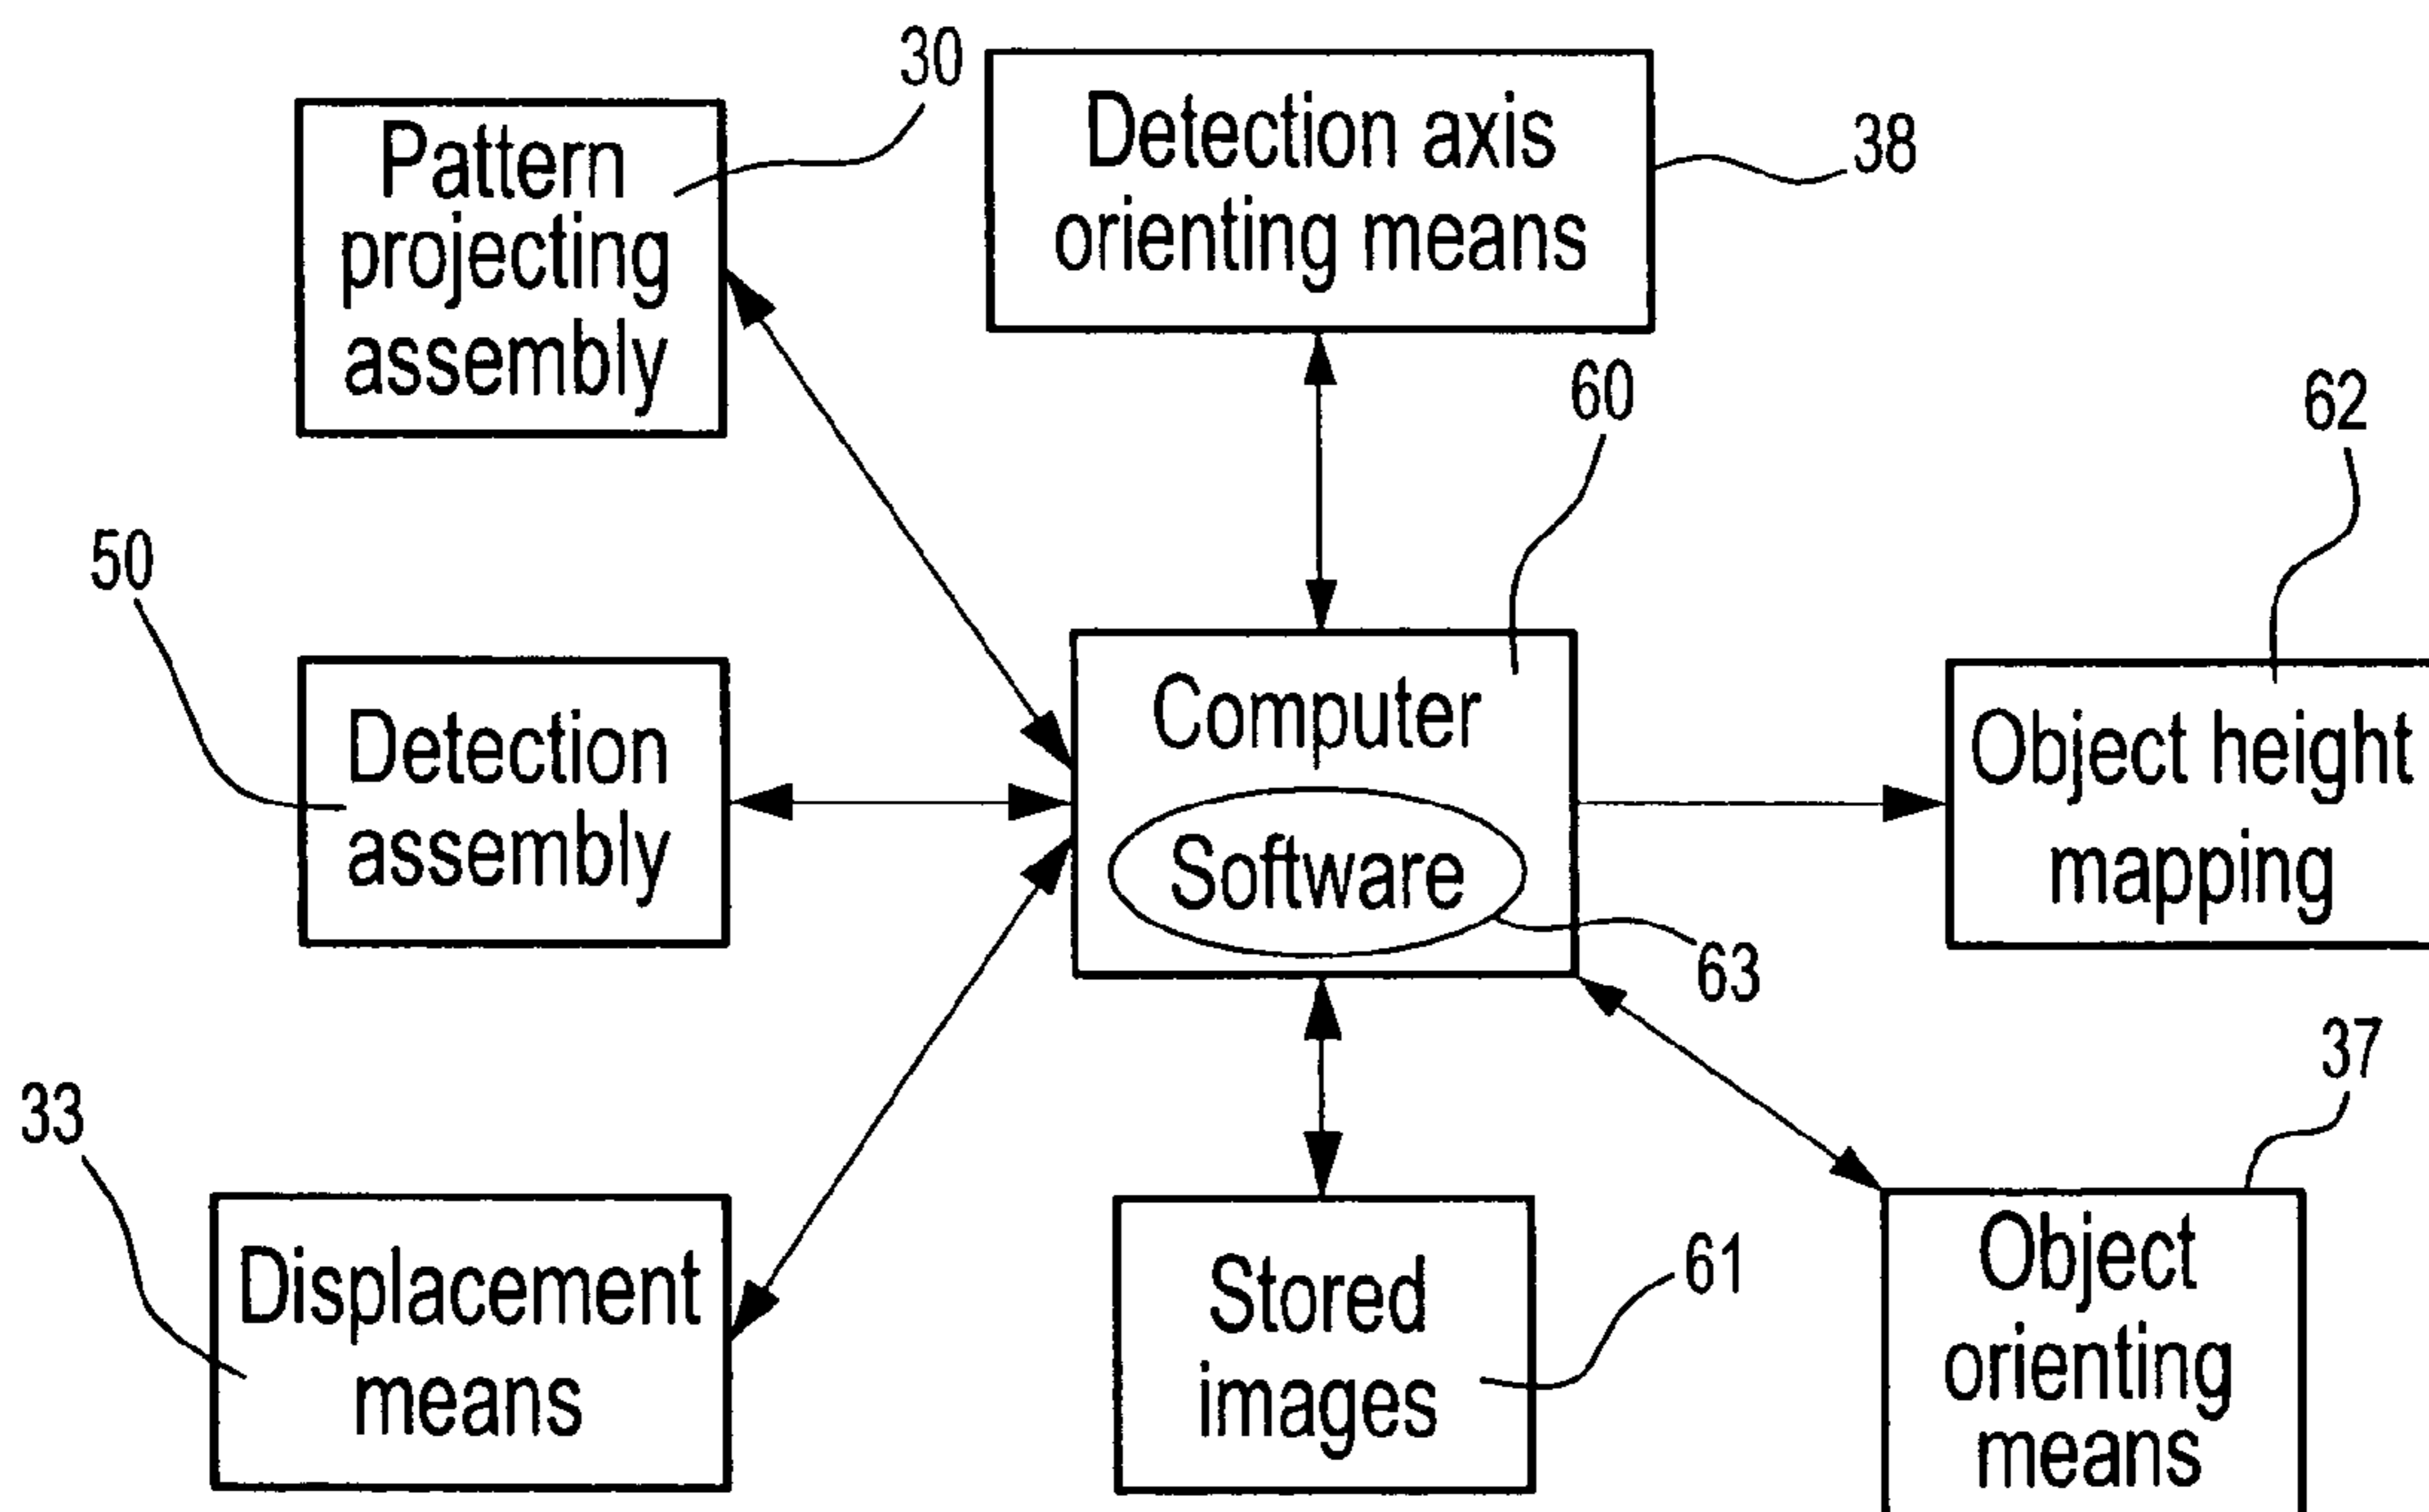 30
Pattern
projecting
assembly
Detection axis
orienting means
38
60
62
50
Detection
assembly
Computer
Software
63
Object height
mapping
33
Displacement
means
Stored
images
61
37
Object
orienting
means